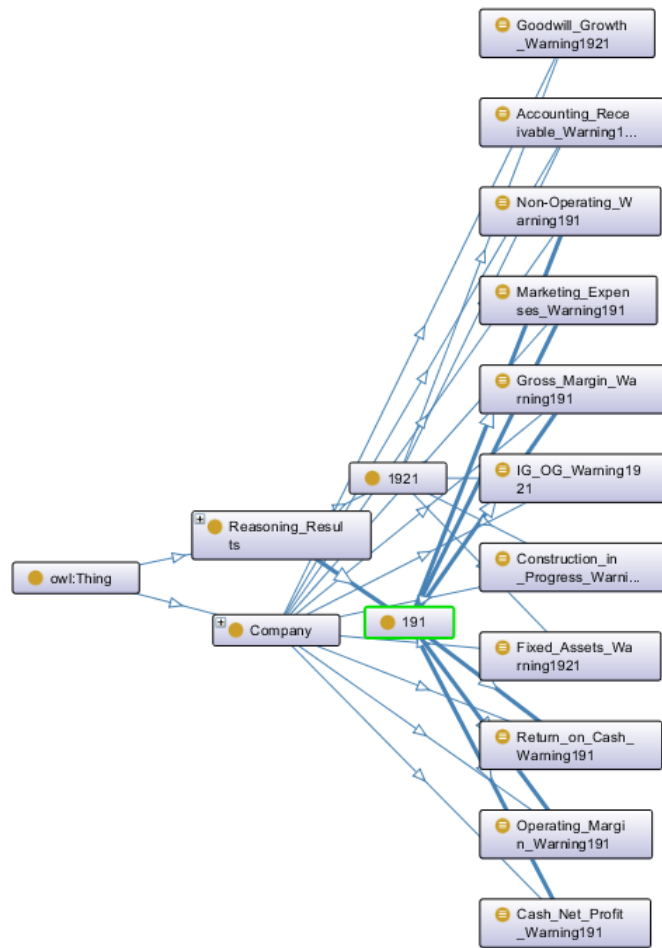 Goodwill_Growth
_Warning1921
Accounting_Rece
ivable_Warning1...
Non-Operating_W
arning191
Marketing_Expen
ses_Warning191
Gross_Margin_Wa
rning191
1921
IG_OG_Warning19
21
Reasoning_Resul
ts
owl:Thing
Construction_in
_Progress_Warni...
Company
191
Fixed_Assets_Wa
rning1921
Return_on_Cash_
Warning191
Operating_Margi
n_Warning191
Cash_Net_Profit
_Warning191